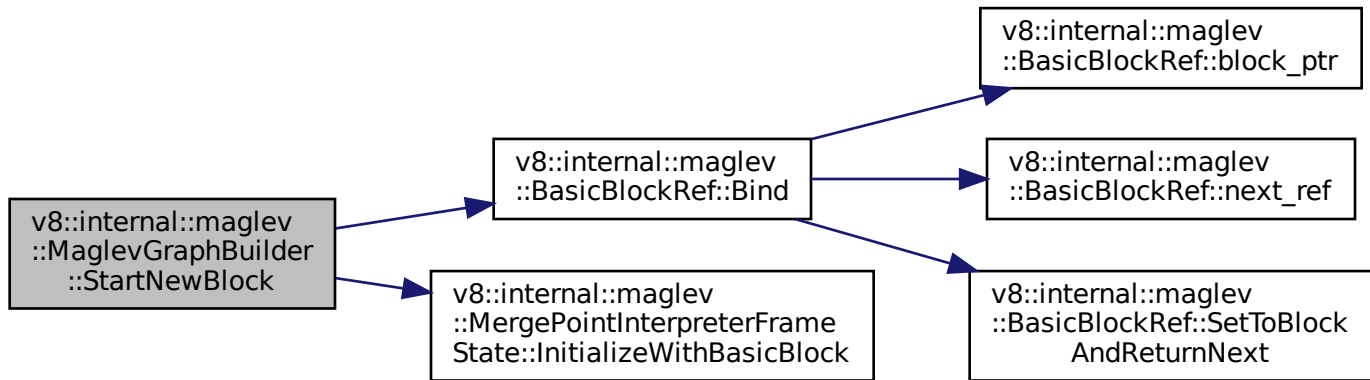 v8::internal::maglev
::MaglevGraphBuilder
::StartNewBlock
v8::internal::maglev
::BasicBlockRef::Bind
v8::internal::maglev
::MergePointInterpreterFrame
State::InitializeWithBasicBlock
v8::internal::maglev
::BasicBlockRef::block_ptr
v8::internal::maglev
::BasicBlockRef::next_ref
v8::internal::maglev
::BasicBlockRef::SetToBlock
AndReturnNext